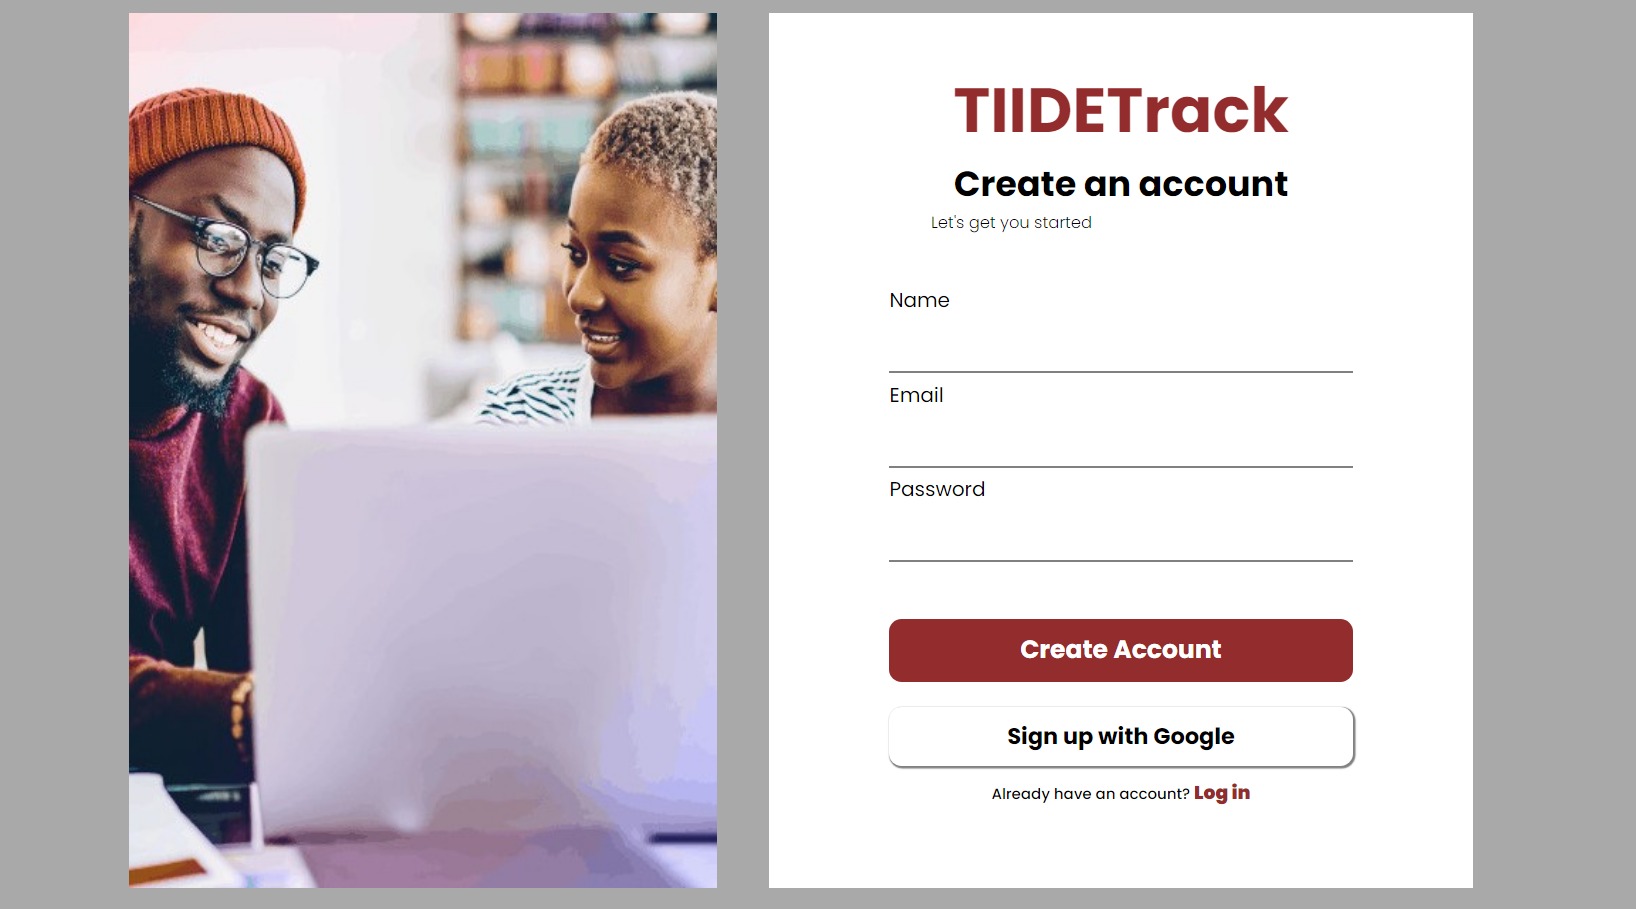 TIIDETrack
Create an account
Let's get you started
Name
Email
Password
Create Account
Sign up with Google
Already have an account? Log in